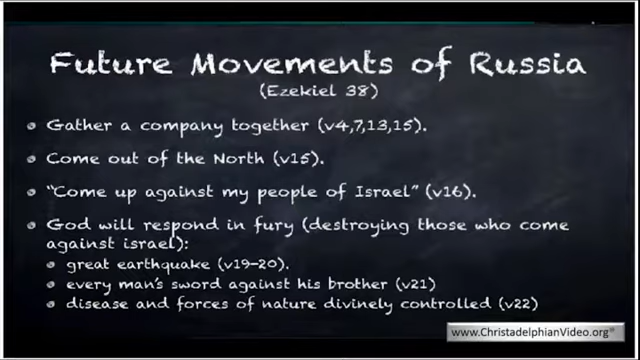 Future Movements of Russia
(Ezekiel 38)
Gather a company together (v4,7,13,15).
Come out of the North (v15).
"Come up against my people of Israel" (v16).
God will respond in fury (destroying those who come
against israel):
great earthquake (v19-20).
every man's sword against his brother (v21)
disease and forces of nature divinely controlled (v22)
www.ChristadelphianVideo.org®